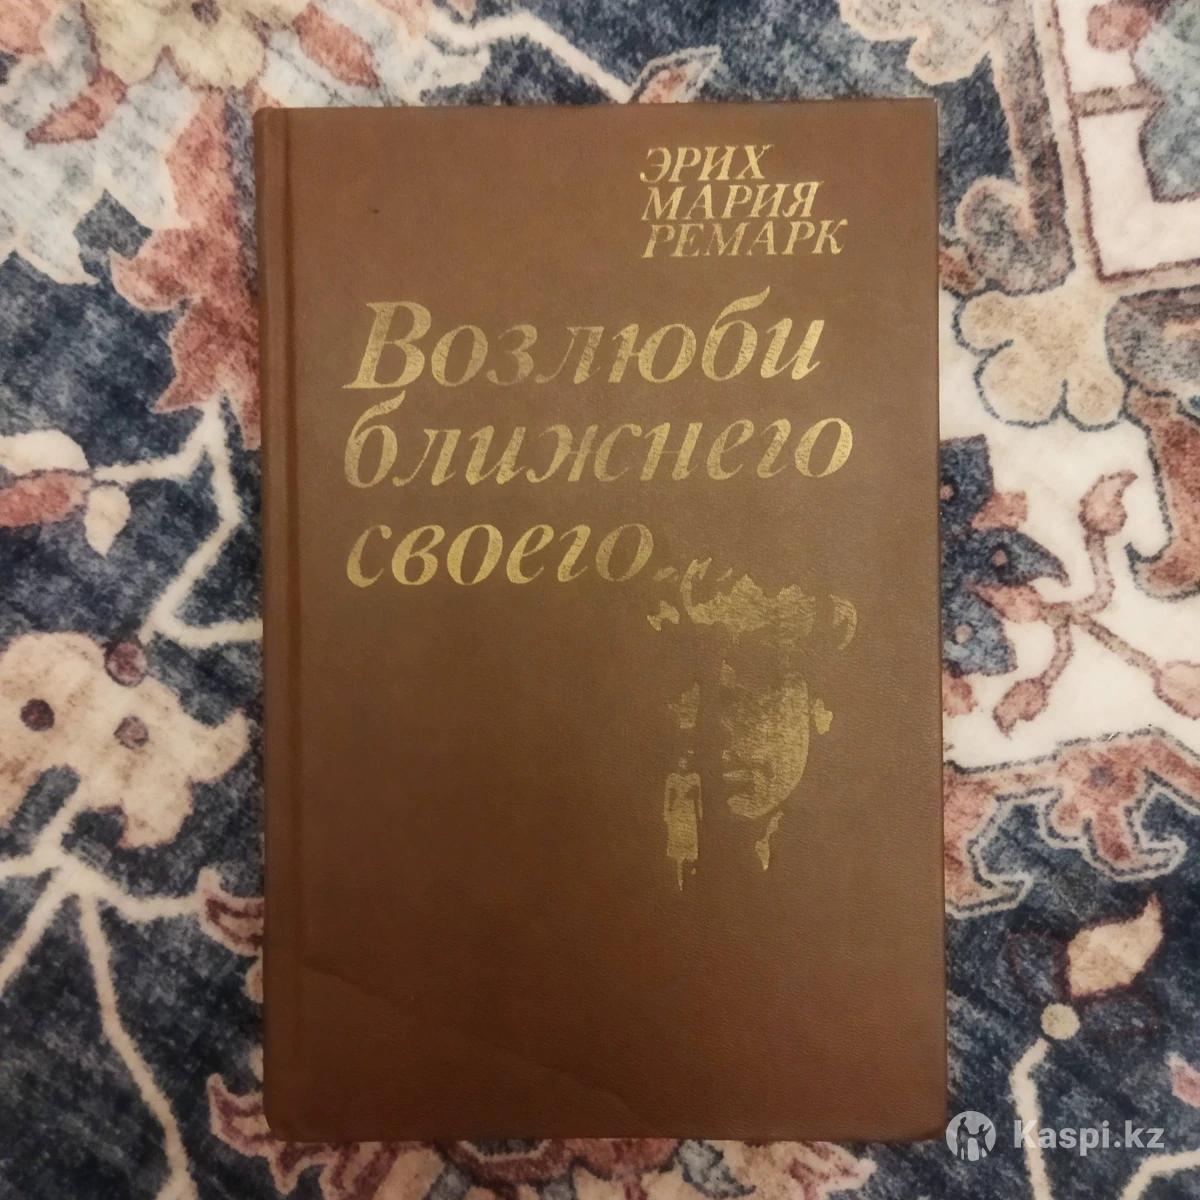 ЭРИХ
МАРИЯ
РЕМАРК
Возлюби
ближнего
своего
Kaspi.kz